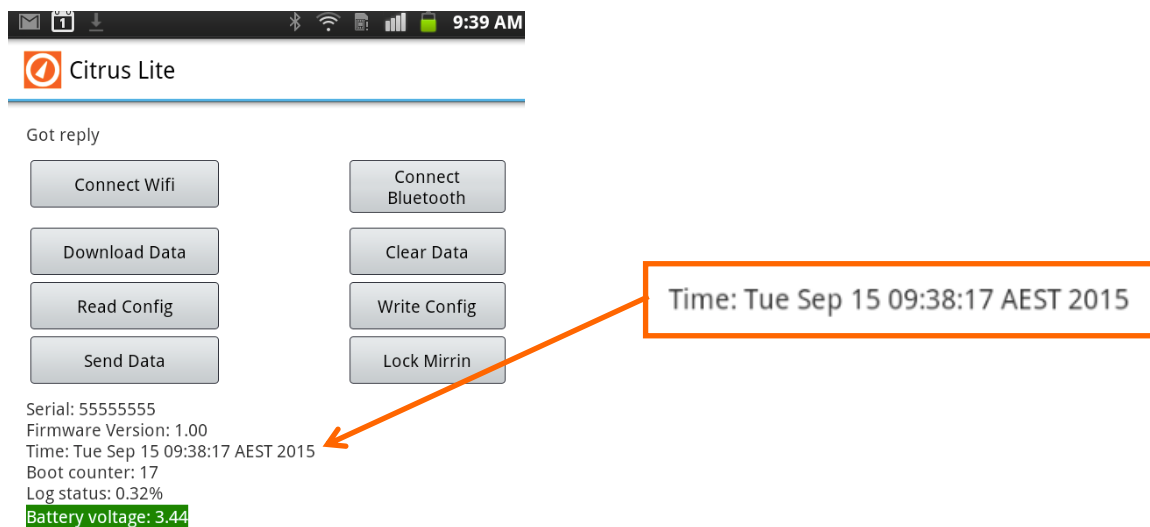 1
9:39 AM
Citrus Lite
Got reply
Connect Wifi
Connect
Bluetooth
Download Data
Clear Data
Read Config
Write Config
Send Data
Lock Mirrin
Serial: 55555555
Firmware Version: 1.00
Time: Tue Sep 15 09:38:17 AEST 2015
Boot counter: 17
Log status: 0.32%
Battery voltage: 3.44
Time: Tue Sep 15 09:38:17 AEST 2015